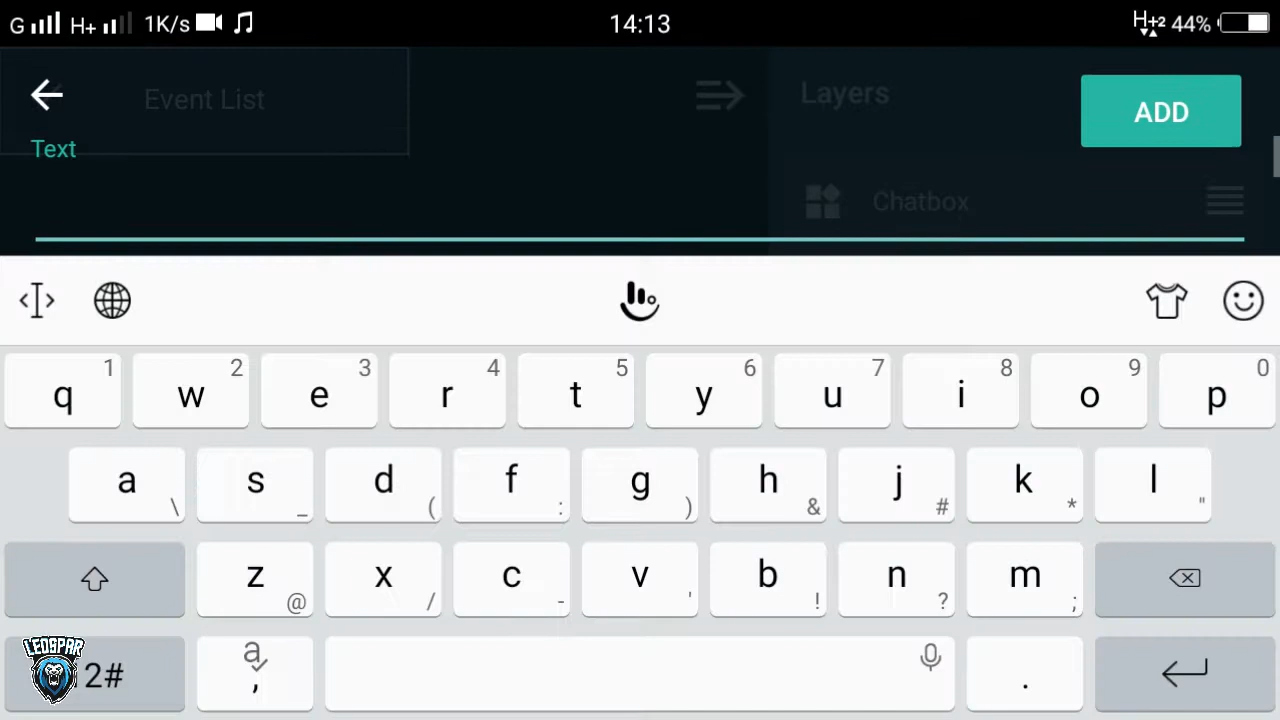 G H+ 1K/s 14:13 H+2 44%
Event List Layers ADD
Text
Chatbox
q 1 w 2 e 3 r 4 t 5 y 6 u 7 i 8 o 9 p 0
a \ s _ d ( f : g ) h & j # k * l "
z @ x / c - v ' b ! n ? m ;
LEOSPAR 2# a , .